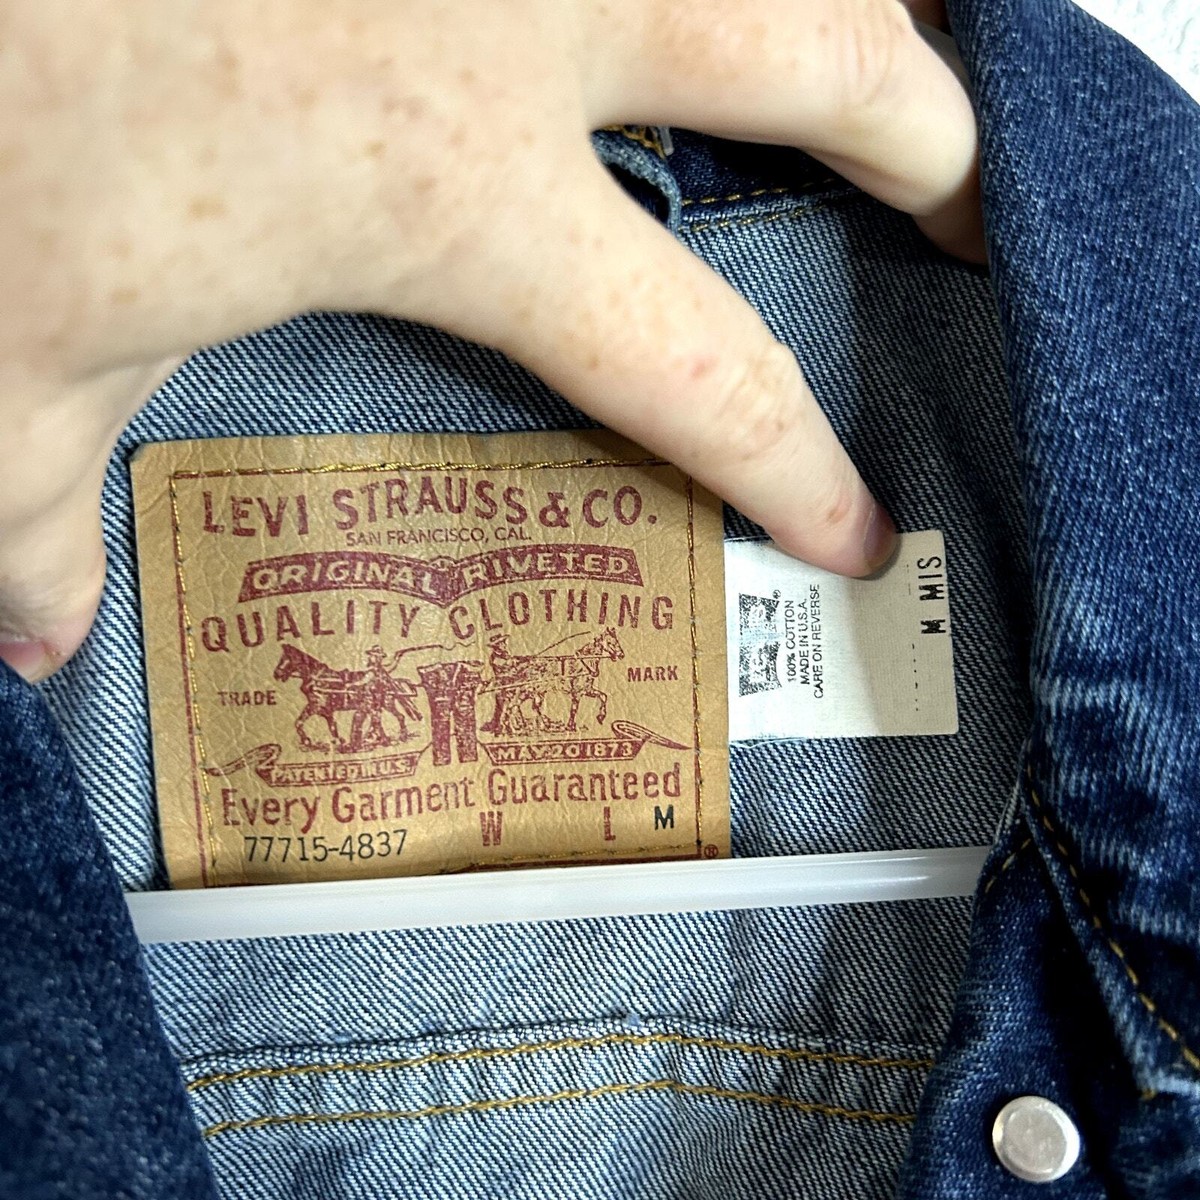 LEVI STRAUSS & CO.
SAN FRANCISCO, CAL.
ORIGINAL RIVETED
QUALITY CLOTHING
TRADE MARK
PATENTED IN U.S. MAY 20 1873
Every Garment Guaranteed
W L M
77715-4837
®
®
100% COTTON
MADE IN U.S.A.
CARE ON REVERSE
M MIS